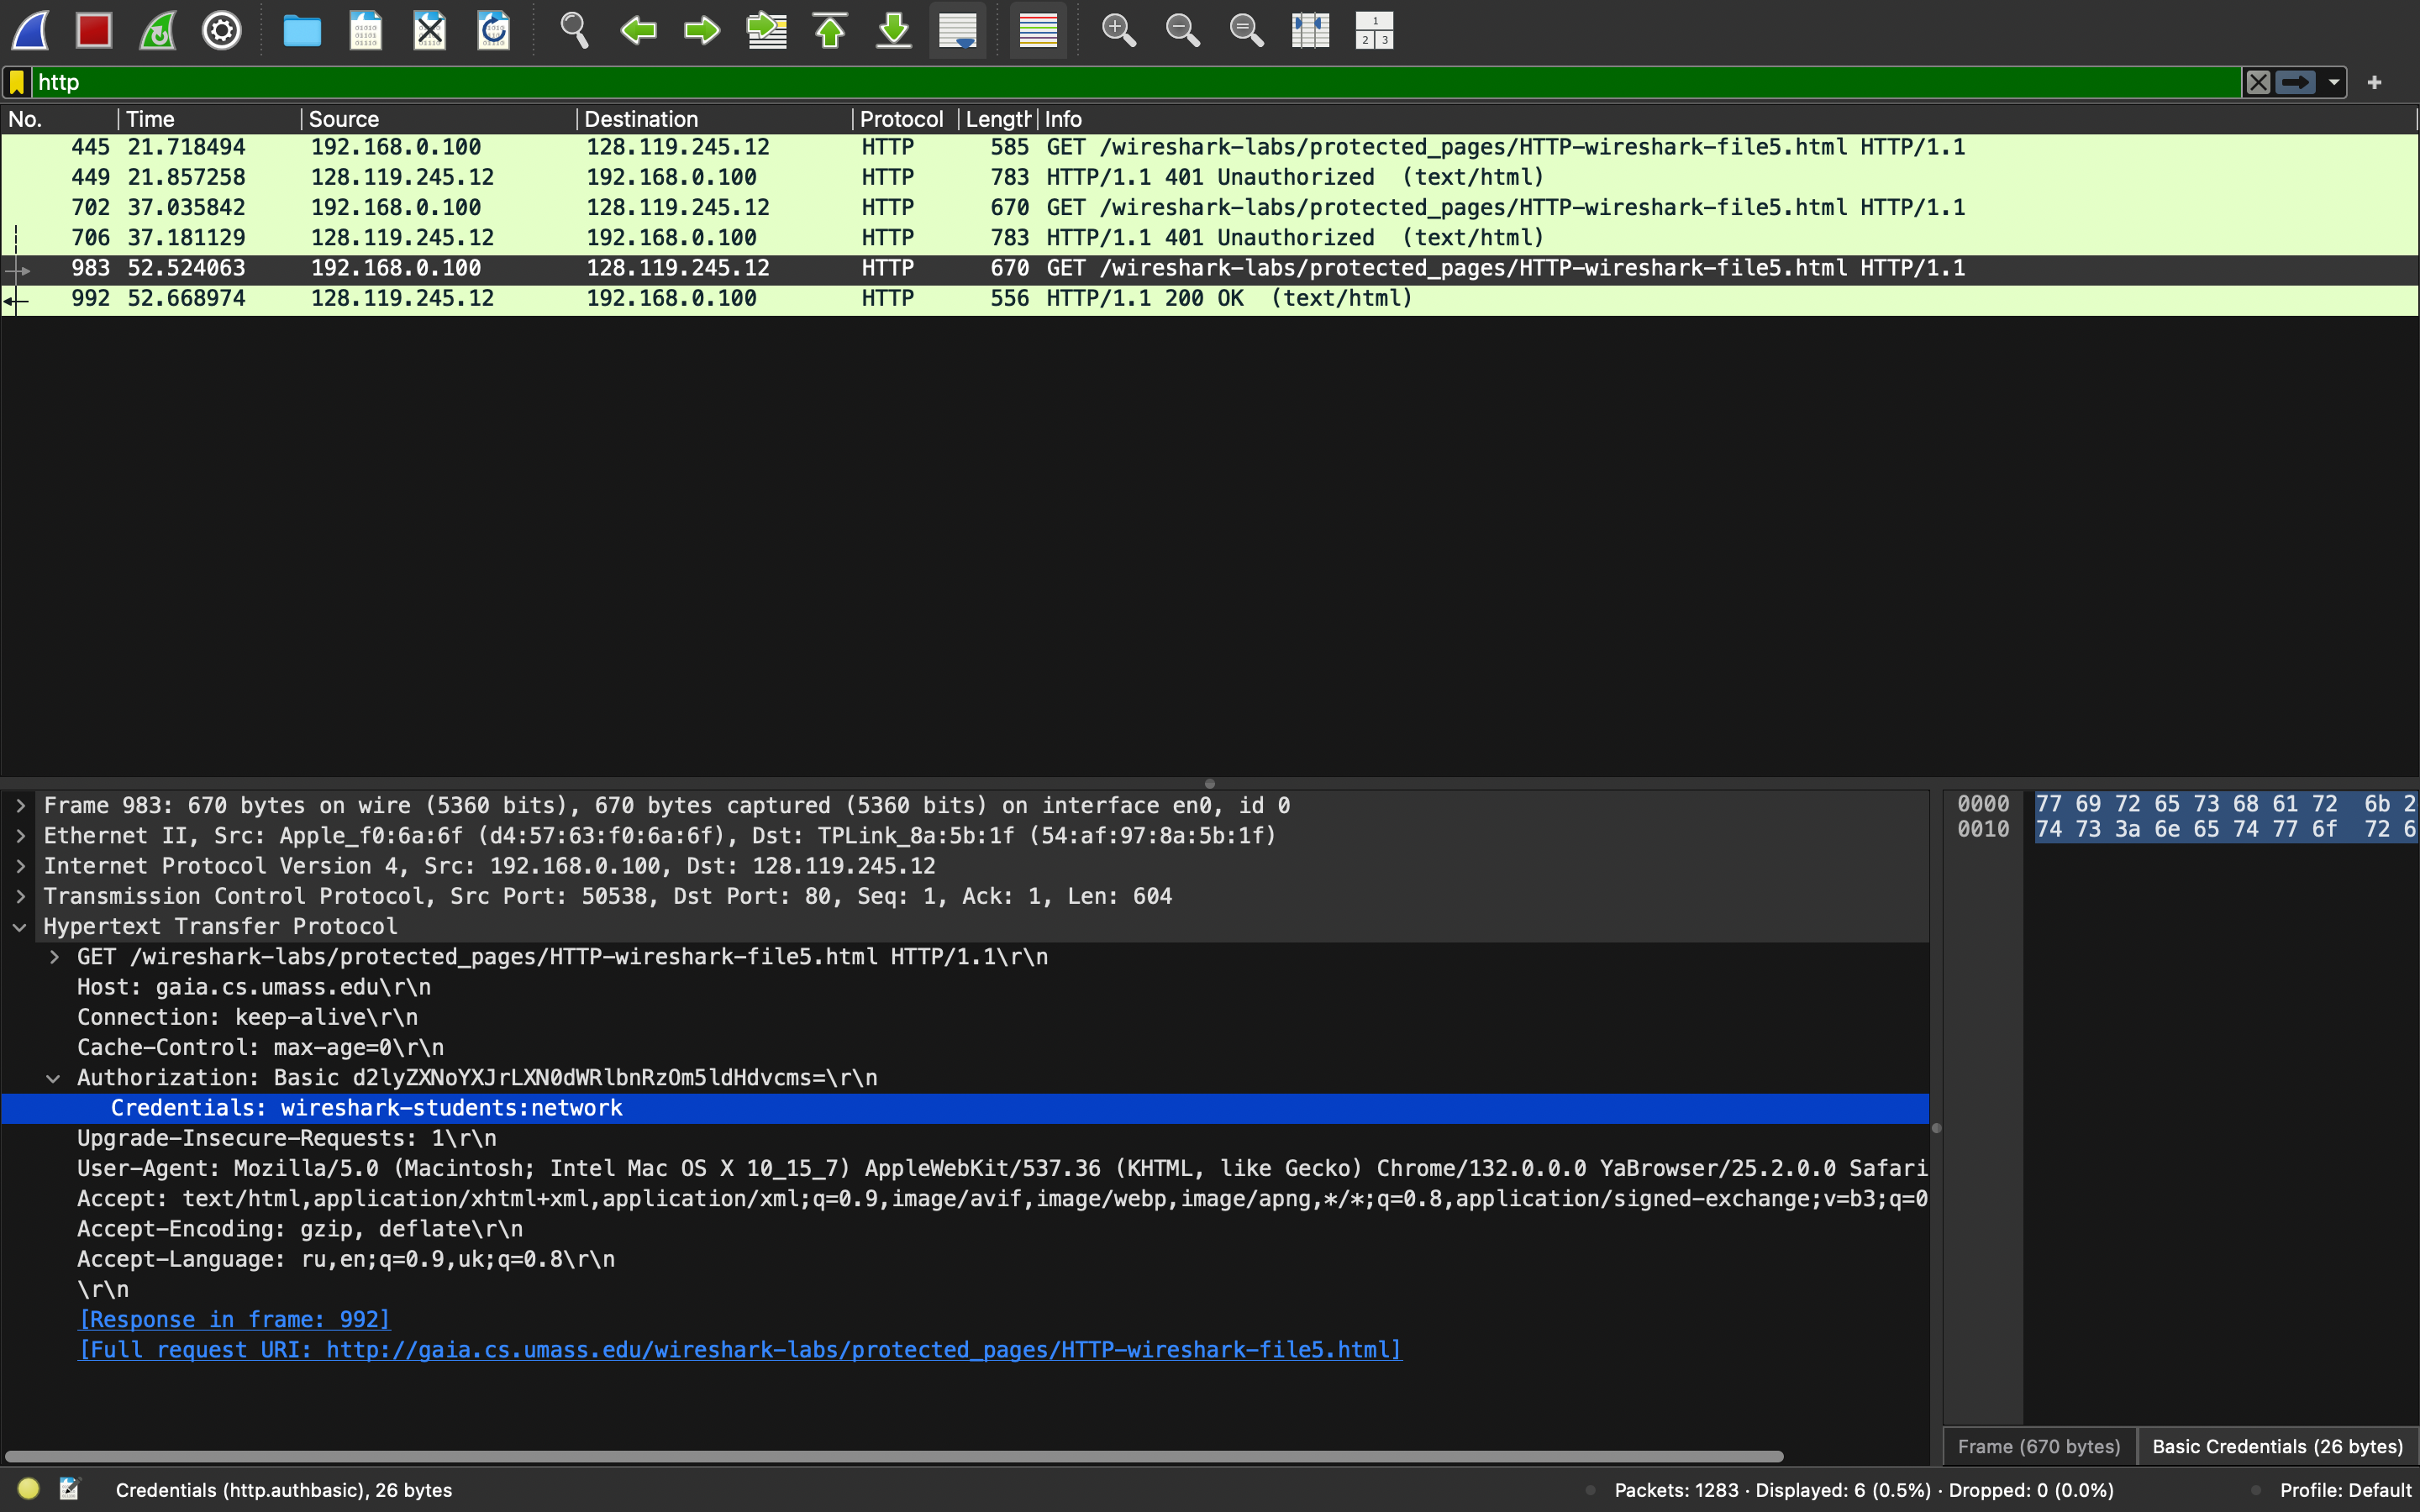 http
No. Time Source Destination Protocol Length Info
445 21.718494 192.168.0.100 128.119.245.12 HTTP 585 GET /wireshark-labs/protected_pages/HTTP-wireshark-file5.html HTTP/1.1
449 21.857258 128.119.245.12 192.168.0.100 HTTP 783 HTTP/1.1 401 Unauthorized  (text/html)
702 37.035842 192.168.0.100 128.119.245.12 HTTP 670 GET /wireshark-labs/protected_pages/HTTP-wireshark-file5.html HTTP/1.1
706 37.181129 128.119.245.12 192.168.0.100 HTTP 783 HTTP/1.1 401 Unauthorized  (text/html)
983 52.524063 192.168.0.100 128.119.245.12 HTTP 670 GET /wireshark-labs/protected_pages/HTTP-wireshark-file5.html HTTP/1.1
992 52.668974 128.119.245.12 192.168.0.100 HTTP 556 HTTP/1.1 200 OK  (text/html)
Frame 983: 670 bytes on wire (5360 bits), 670 bytes captured (5360 bits) on interface en0, id 0
Ethernet II, Src: Apple_f0:6a:6f (d4:57:63:f0:6a:6f), Dst: TPLink_8a:5b:1f (54:af:97:8a:5b:1f)
Internet Protocol Version 4, Src: 192.168.0.100, Dst: 128.119.245.12
Transmission Control Protocol, Src Port: 50538, Dst Port: 80, Seq: 1, Ack: 1, Len: 604
Hypertext Transfer Protocol
GET /wireshark-labs/protected_pages/HTTP-wireshark-file5.html HTTP/1.1\r\n
Host: gaia.cs.umass.edu\r\n
Connection: keep-alive\r\n
Cache-Control: max-age=0\r\n
Authorization: Basic d2lyZXNoYXJrLXN0dWRlbnRzOm5ldHdvcms=\r\n
Credentials: wireshark-students:network
Upgrade-Insecure-Requests: 1\r\n
User-Agent: Mozilla/5.0 (Macintosh; Intel Mac OS X 10_15_7) AppleWebKit/537.36 (KHTML, like Gecko) Chrome/132.0.0.0 YaBrowser/25.2.0.0 Safari
Accept: text/html,application/xhtml+xml,application/xml;q=0.9,image/avif,image/webp,image/apng,*/*;q=0.8,application/signed-exchange;v=b3;q=0
Accept-Encoding: gzip, deflate\r\n
Accept-Language: ru,en;q=0.9,uk;q=0.8\r\n
\r\n
[Response in frame: 992]
[Full request URI: http://gaia.cs.umass.edu/wireshark-labs/protected_pages/HTTP-wireshark-file5.html]
0000 77 69 72 65 73 68 61 72 6b 2
0010 74 73 3a 6e 65 74 77 6f 72 6
Frame (670 bytes) Basic Credentials (26 bytes)
Credentials (http.authbasic), 26 bytes Packets: 1283 · Displayed: 6 (0.5%) · Dropped: 0 (0.0%) Profile: Default